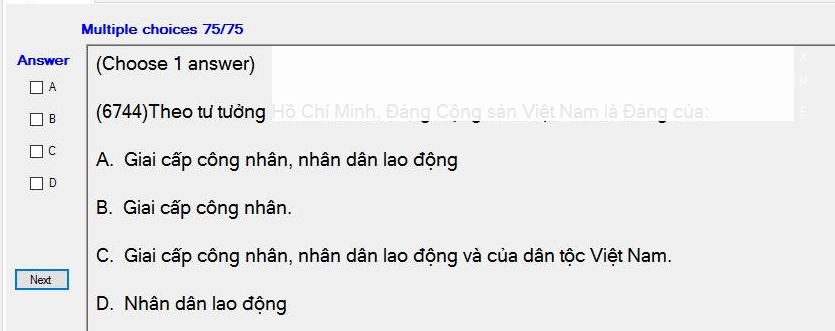 Multiple choices 75/75
Answer
(Choose 1 answer)
A
B
C
D
(6744)Theo tư tưởng Hồ Chí Minh, Đảng Cộng sản Việt Nam là Đảng của:
A. Giai cấp công nhân, nhân dân lao động
B. Giai cấp công nhân.
C. Giai cấp công nhân, nhân dân lao động và của dân tộc Việt Nam.
D. Nhân dân lao động
Next
X
M
E